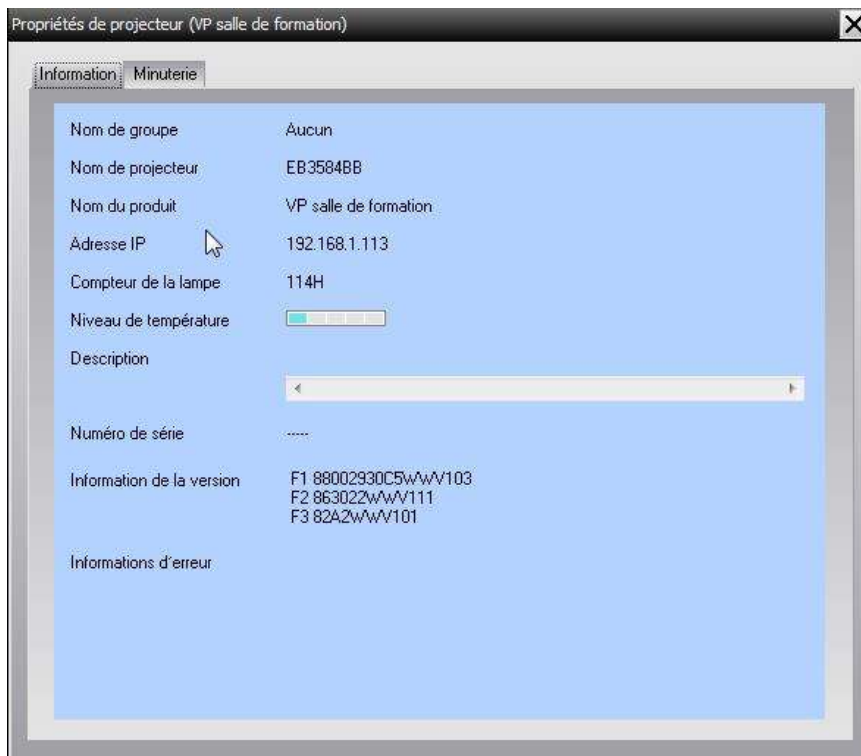 Propriétés de projecteur (VP salle de formation)
Information Minuterie
Nom de groupe Aucun
Nom de projecteur EB3584BB
Nom du produit VP salle de formation
Adresse IP 192.168.1.113
Compteur de la lampe 114H
Niveau de température
Description
Numéro de série -----
Information de la version F1 88002930C5WWV103
F2 863022WWV111
F3 82A2WWV101
Informations d'erreur